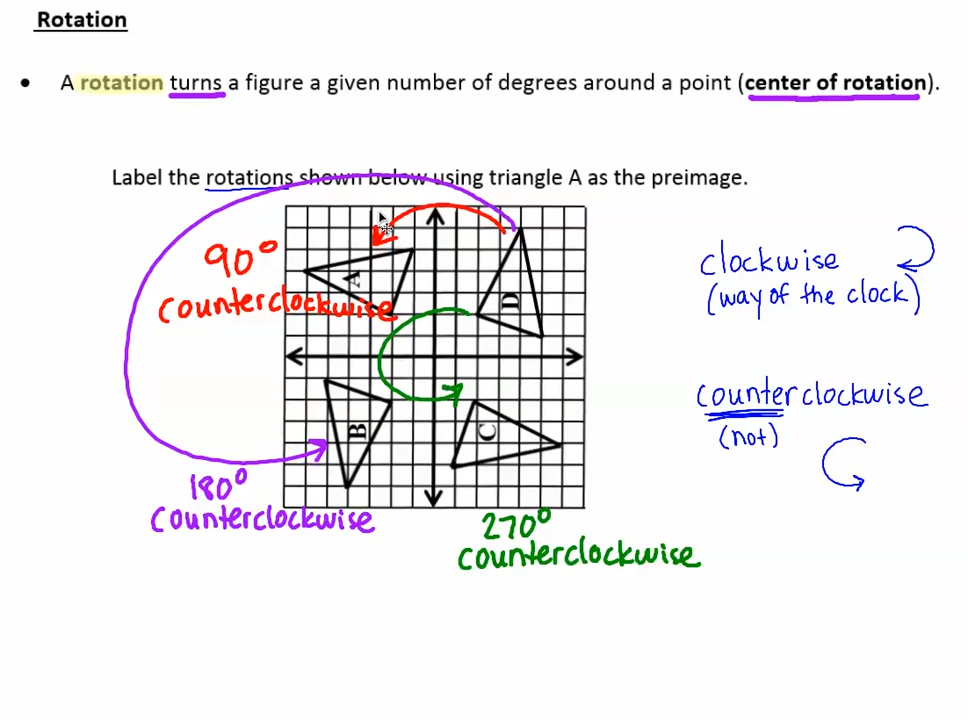 Rotation
• A rotation turns a figure a given number of degrees around a point (center of rotation).
Label the rotations shown below using triangle A as the preimage.
90°
counterclockwise
A
D
B
C
180°
counterclockwise
270°
counterclockwise
clockwise
(way of the clock)
counterclockwise
(not)